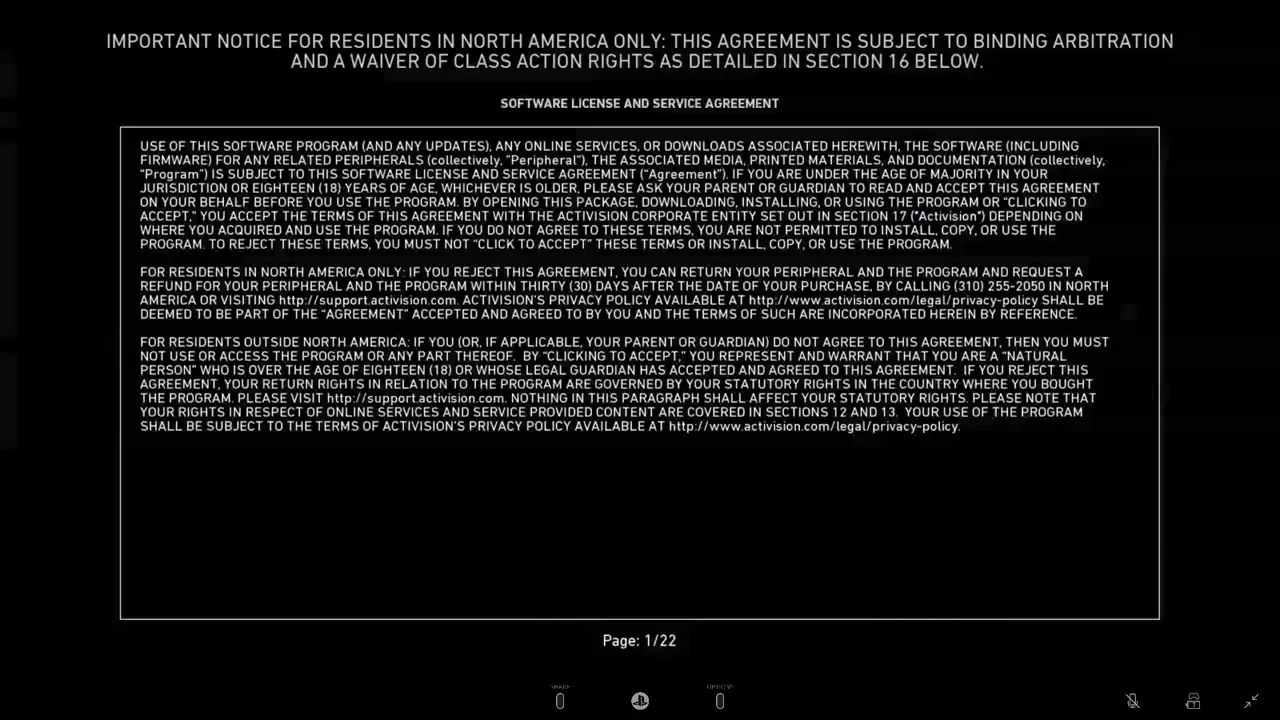 IMPORTANT NOTICE FOR RESIDENTS IN NORTH AMERICA ONLY: THIS AGREEMENT IS SUBJECT TO BINDING ARBITRATION
AND A WAIVER OF CLASS ACTION RIGHTS AS DETAILED IN SECTION 16 BELOW.
SOFTWARE LICENSE AND SERVICE AGREEMENT
USE OF THIS SOFTWARE PROGRAM (AND ANY UPDATES), ANY ONLINE SERVICES, OR DOWNLOADS ASSOCIATED HEREWITH, THE SOFTWARE (INCLUDING
FIRMWARE) FOR ANY RELATED PERIPHERALS (collectively, "Peripheral"), THE ASSOCIATED MEDIA, PRINTED MATERIALS, AND DOCUMENTATION (collectively,
"Program") IS SUBJECT TO THIS SOFTWARE LICENSE AND SERVICE AGREEMENT ("Agreement"). IF YOU ARE UNDER THE AGE OF MAJORITY IN YOUR
JURISDICTION OR EIGHTEEN (18) YEARS OF AGE, WHICHEVER IS OLDER, PLEASE ASK YOUR PARENT OR GUARDIAN TO READ AND ACCEPT THIS AGREEMENT
ON YOUR BEHALF BEFORE YOU USE THE PROGRAM. BY OPENING THIS PACKAGE, DOWNLOADING, INSTALLING, OR USING THE PROGRAM OR "CLICKING TO
ACCEPT," YOU ACCEPT THE TERMS OF THIS AGREEMENT WITH THE ACTIVISION CORPORATE ENTITY SET OUT IN SECTION 17 ("Activision") DEPENDING ON
WHERE YOU ACQUIRED AND USE THE PROGRAM. IF YOU DO NOT AGREE TO THESE TERMS, YOU ARE NOT PERMITTED TO INSTALL, COPY, OR USE THE
PROGRAM. TO REJECT THESE TERMS, YOU MUST NOT "CLICK TO ACCEPT" THESE TERMS OR INSTALL, COPY, OR USE THE PROGRAM.
FOR RESIDENTS IN NORTH AMERICA ONLY: IF YOU REJECT THIS AGREEMENT, YOU CAN RETURN YOUR PERIPHERAL AND THE PROGRAM AND REQUEST A
REFUND FOR YOUR PERIPHERAL AND THE PROGRAM WITHIN THIRTY (30) DAYS AFTER THE DATE OF YOUR PURCHASE, BY CALLING (310) 255-2050 IN NORTH
AMERICA OR VISITING http://support.activision.com. ACTIVISION'S PRIVACY POLICY AVAILABLE AT http://www.activision.com/legal/privacy-policy SHALL BE
DEEMED TO BE PART OF THE "AGREEMENT" ACCEPTED AND AGREED TO BY YOU AND THE TERMS OF SUCH ARE INCORPORATED HEREIN BY REFERENCE.
FOR RESIDENTS OUTSIDE NORTH AMERICA: IF YOU (OR, IF APPLICABLE, YOUR PARENT OR GUARDIAN) DO NOT AGREE TO THIS AGREEMENT, THEN YOU MUST
NOT USE OR ACCESS THE PROGRAM OR ANY PART THEREOF. BY "CLICKING TO ACCEPT," YOU REPRESENT AND WARRANT THAT YOU ARE A "NATURAL
PERSON" WHO IS OVER THE AGE OF EIGHTEEN (18) OR WHOSE LEGAL GUARDIAN HAS ACCEPTED AND AGREED TO THIS AGREEMENT. IF YOU REJECT THIS
AGREEMENT, YOUR RETURN RIGHTS IN RELATION TO THE PROGRAM ARE GOVERNED BY YOUR STATUTORY RIGHTS IN THE COUNTRY WHERE YOU BOUGHT
THE PROGRAM. PLEASE VISIT http://support.activision.com. NOTHING IN THIS PARAGRAPH SHALL AFFECT YOUR STATUTORY RIGHTS. PLEASE NOTE THAT
YOUR RIGHTS IN RESPECT OF ONLINE SERVICES AND SERVICE PROVIDED CONTENT ARE COVERED IN SECTIONS 12 AND 13. YOUR USE OF THE PROGRAM
SHALL BE SUBJECT TO THE TERMS OF ACTIVISION'S PRIVACY POLICY AVAILABLE AT http://www.activision.com/legal/privacy-policy.
Page: 1/22
SHARE
OPTIONS